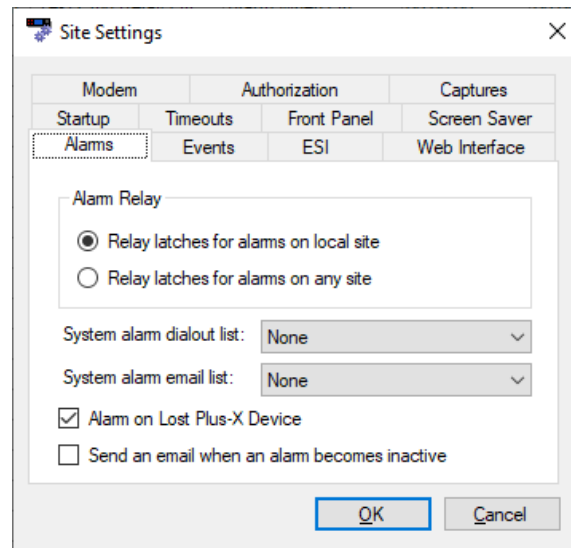 Site Settings
Modem Authorization Captures
Startup Timeouts Front Panel Screen Saver
Alarms Events ESI Web Interface
Alarm Relay
Relay latches for alarms on local site
Relay latches for alarms on any site
System alarm dialout list: None
System alarm email list: None
Alarm on Lost Plus-X Device
Send an email when an alarm becomes inactive
OK Cancel